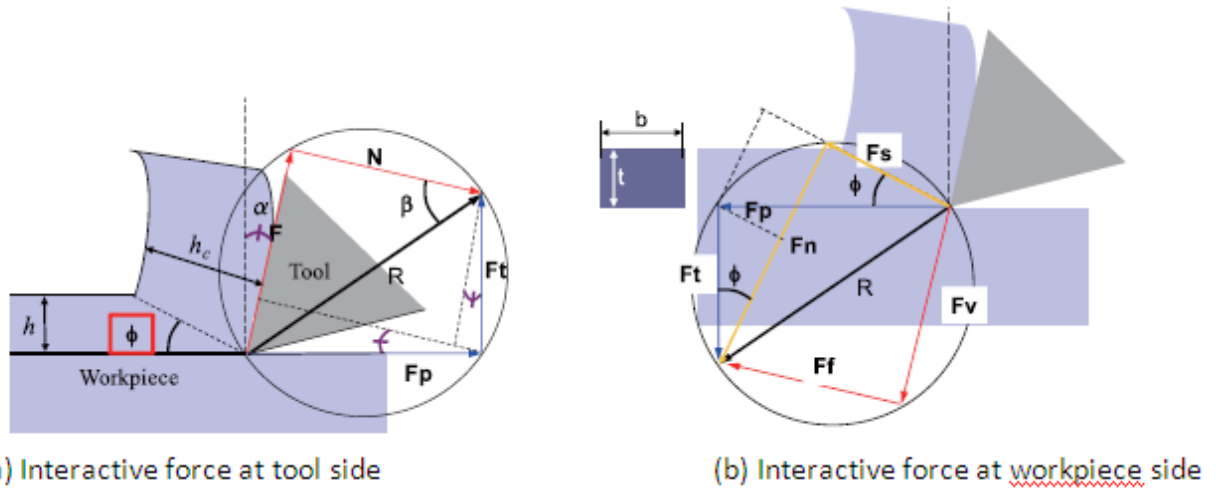 b
t
Fs
ϕ
Fp
Fn
Ft
ϕ
R
Fv
Ff
N
β
α
F
h_c
Tool
R
Ft
h
ϕ
Fp
Workpiece
) Interactive force at tool side
(b) Interactive force at workpiece side